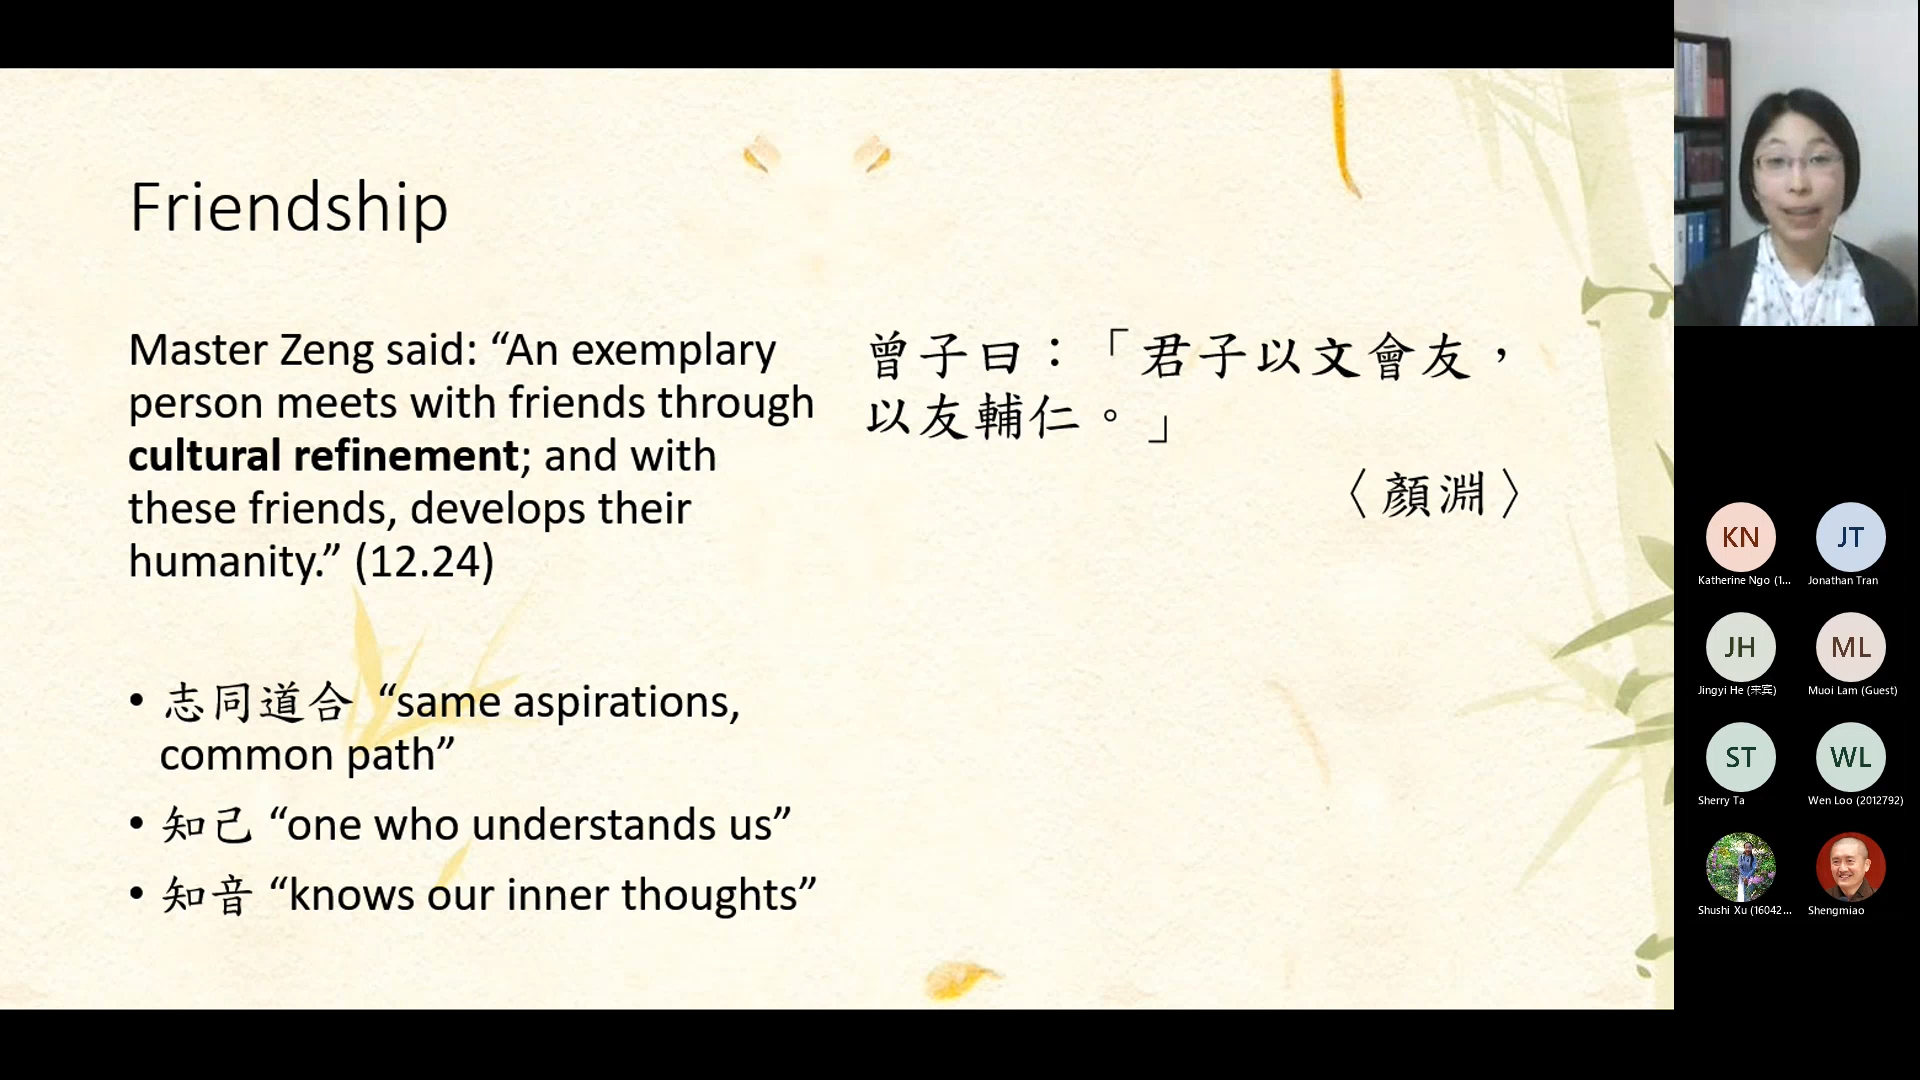 Friendship
Master Zeng said: “An exemplary
person meets with friends through
cultural refinement; and with
these friends, develops their
humanity.” (12.24)
• 志同道合 “same aspirations,
common path”
• 知己 “one who understands us”
• 知音 “knows our inner thoughts”
曾子曰：「君子以文會友，
以友輔仁。」
〈顏淵〉
KN
Katherine Ngo (1...
JT
Jonathan Tran
JH
Jingyi He (来宾)
ML
Muoi Lam (Guest)
ST
Sherry Ta
WL
Wen Loo (2012792)
Shushi Xu (16042...
Shengmiao